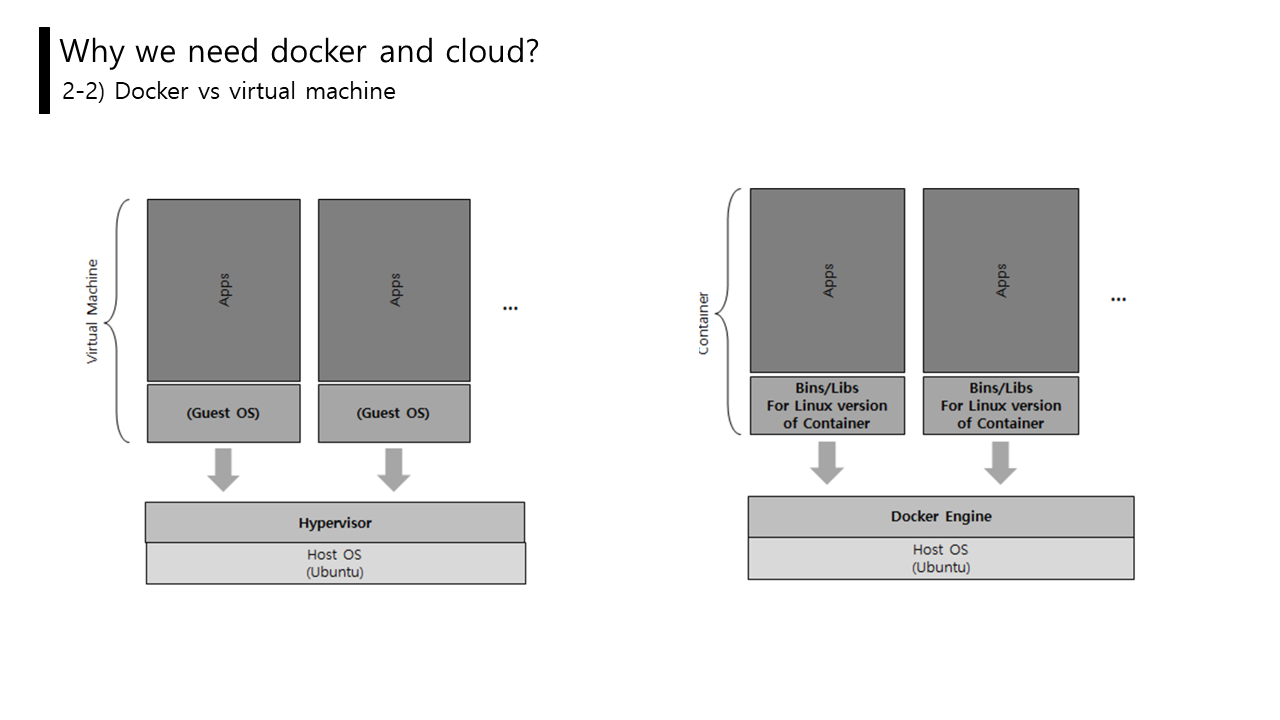 Why we need docker and cloud?
2-2) Docker vs virtual machine
Virtual Machine
Apps
Apps
...
(Guest OS)
(Guest OS)
Hypervisor
Host OS
(Ubuntu)
Container
Apps
Apps
...
Bins/Libs
For Linux version
of Container
Bins/Libs
For Linux version
of Container
Docker Engine
Host OS
(Ubuntu)